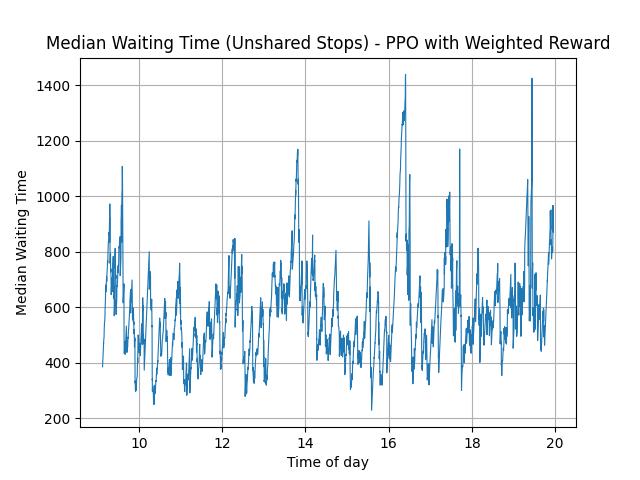 Median Waiting Time (Unshared Stops) - PPO with Weighted Reward
1400
1200
1000
800
600
400
200
Median Waiting Time
10 12 14 16 18 20
Time of day